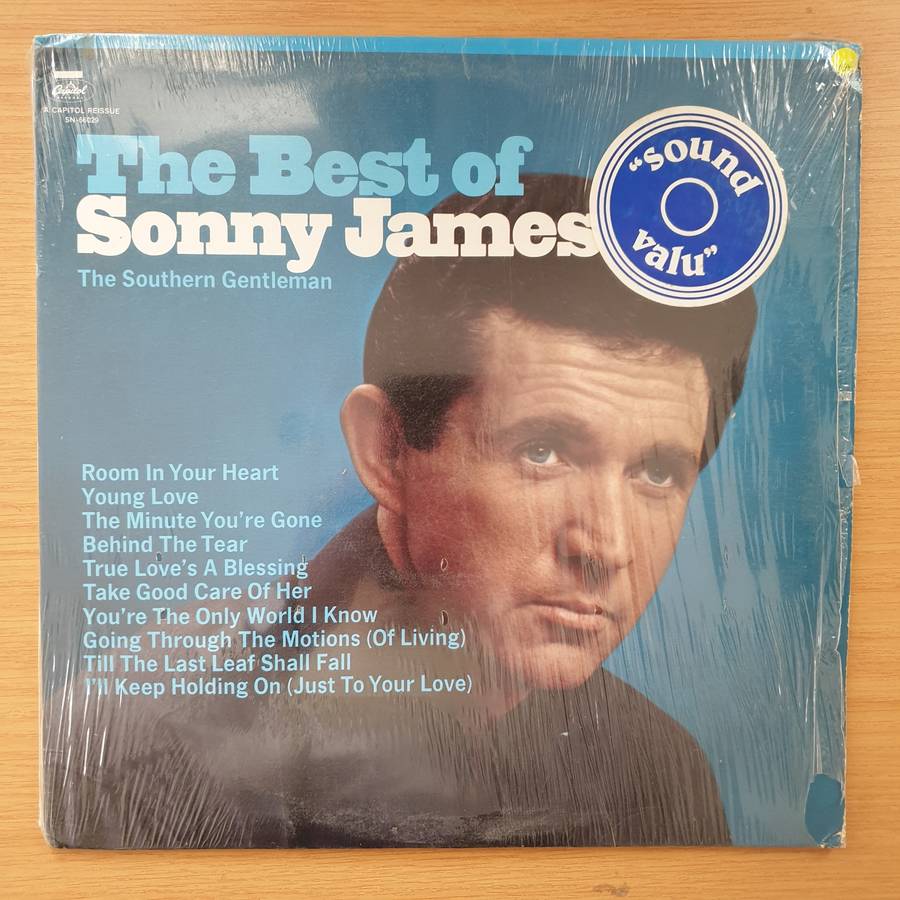 Capitol
A CAPITOL REISSUE
SN-66029
The Best of
Sonny James
The Southern Gentleman
"sound
valu"
Room In Your Heart
Young Love
The Minute You're Gone
Behind The Tear
True Love's A Blessing
Take Good Care Of Her
You're The Only World I Know
Going Through The Motions (Of Living)
Till The Last Leaf Shall Fall
I'll Keep Holding On (Just To Your Love)